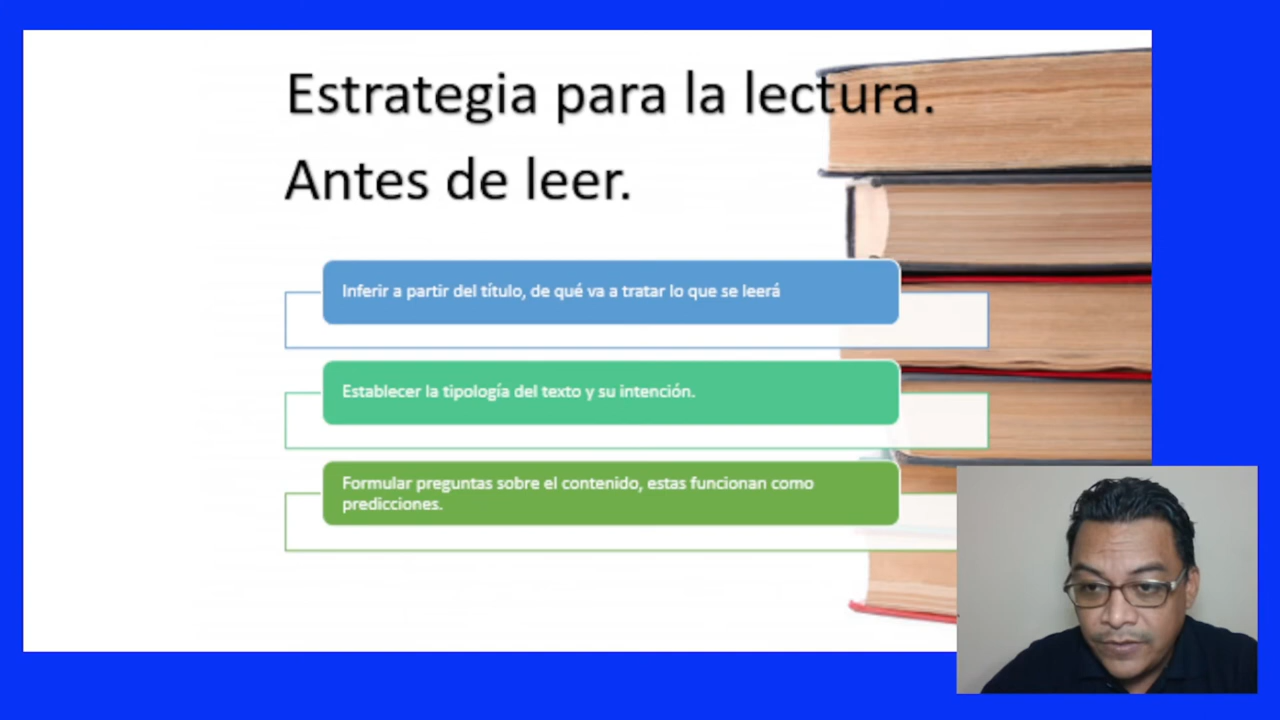 Estrategia para la lectura.
Antes de leer.
Inferir a partir del título, de qué va a tratar lo que se leerá
Establecer la tipología del texto y su intención.
Formular preguntas sobre el contenido, estas funcionan como
predicciones.